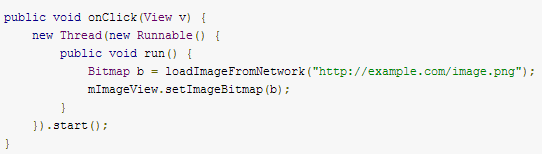 public void onClick(View v) {
    new Thread(new Runnable() {
        public void run() {
            Bitmap b = loadImageFromNetwork("http://example.com/image.png");
            mImageView.setImageBitmap(b);
        }
    }).start();
}